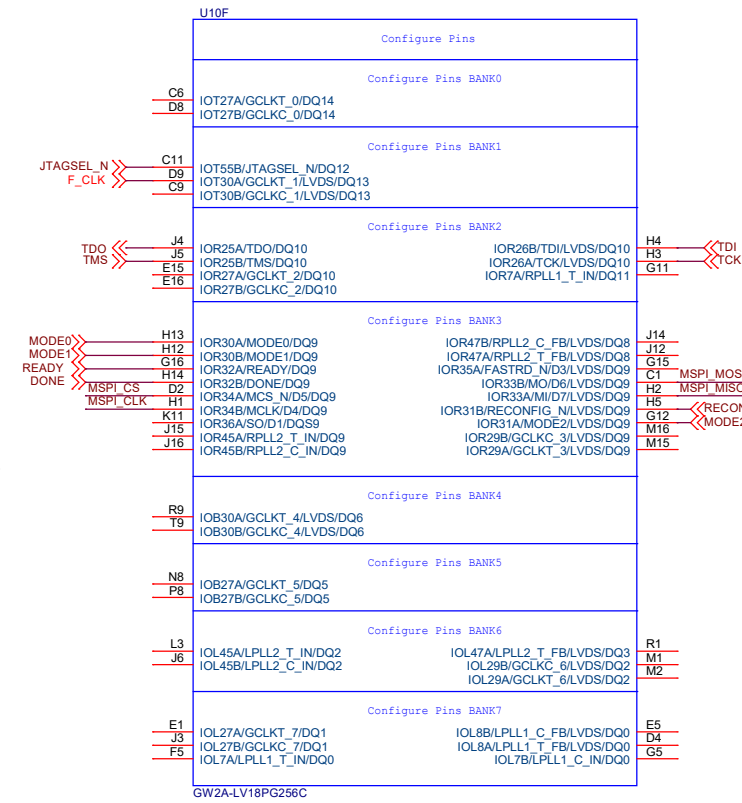 U10F
Configure Pins
Configure Pins BANK0
C6 IOT27A/GCLKT_0/DQ14
D8 IOT27B/GCLKC_0/DQ14
Configure Pins BANK1
JTAGSEL_N C11 IOT55B/JTAGSEL_N/DQ12
F_CLK D9 IOT30A/GCLKT_1/LVDS/DQ13
C9 IOT30B/GCLKC_1/LVDS/DQ13
Configure Pins BANK2
TDO J4 IOR25A/TDO/DQ10 IOR26B/TDI/LVDS/DQ10 H4 TDI
TMS J5 IOR25B/TMS/DQ10 IOR26A/TCK/LVDS/DQ10 H3 TCK
E15 IOR27A/GCLKT_2/DQ10 IOR7A/RPLL1_T_IN/DQ11 G11
E16 IOR27B/GCLKC_2/DQ10
Configure Pins BANK3
MODE0 H13 IOR30A/MODE0/DQ9 IOR47B/RPLL2_C_FB/LVDS/DQ8 J14
MODE1 H12 IOR30B/MODE1/DQ9 IOR47A/RPLL2_T_FB/LVDS/DQ8 J12
READY G16 IOR32A/READY/DQ9 IOR35A/FASTRD_N/D3/LVDS/DQ9 G15
DONE H14 IOR32B/DONE/DQ9 IOR33B/MO/D6/LVDS/DQ9 C1 MSPI_MOS
MSPI_CS D2 IOR34A/MCS_N/D5/DQ9 IOR33A/MI/D7/LVDS/DQ9 H2 MSPI_MISO
MSPI_CLK H1 IOR34B/MCLK/D4/DQ9 IOR31B/RECONFIG_N/LVDS/DQ9 H5 RECON
K11 IOR36A/SO/D1/DQS9 IOR31A/MODE2/LVDS/DQ9 G12 MODE2
J15 IOR45A/RPLL2_T_IN/DQ9 IOR29B/GCLKC_3/LVDS/DQ9 M16
J16 IOR45B/RPLL2_C_IN/DQ9 IOR29A/GCLKT_3/LVDS/DQ9 M15
Configure Pins BANK4
R9 IOB30A/GCLKT_4/LVDS/DQ6
T9 IOB30B/GCLKC_4/LVDS/DQ6
Configure Pins BANK5
N8 IOB27A/GCLKT_5/DQ5
P8 IOB27B/GCLKC_5/DQ5
Configure Pins BANK6
L3 IOL45A/LPLL2_T_IN/DQ2 IOL47A/LPLL2_T_FB/LVDS/DQ3 R1
J6 IOL45B/LPLL2_C_IN/DQ2 IOL29B/GCLKC_6/LVDS/DQ2 M1
IOL29A/GCLKT_6/LVDS/DQ2 M2
Configure Pins BANK7
E1 IOL27A/GCLKT_7/DQ1 IOL8B/LPLL1_C_FB/LVDS/DQ0 E5
J3 IOL27B/GCLKC_7/DQ1 IOL8A/LPLL1_T_FB/LVDS/DQ0 D4
F5 IOL7A/LPLL1_T_IN/DQ0 IOL7B/LPLL1_C_IN/DQ0 G5
GW2A-LV18PG256C